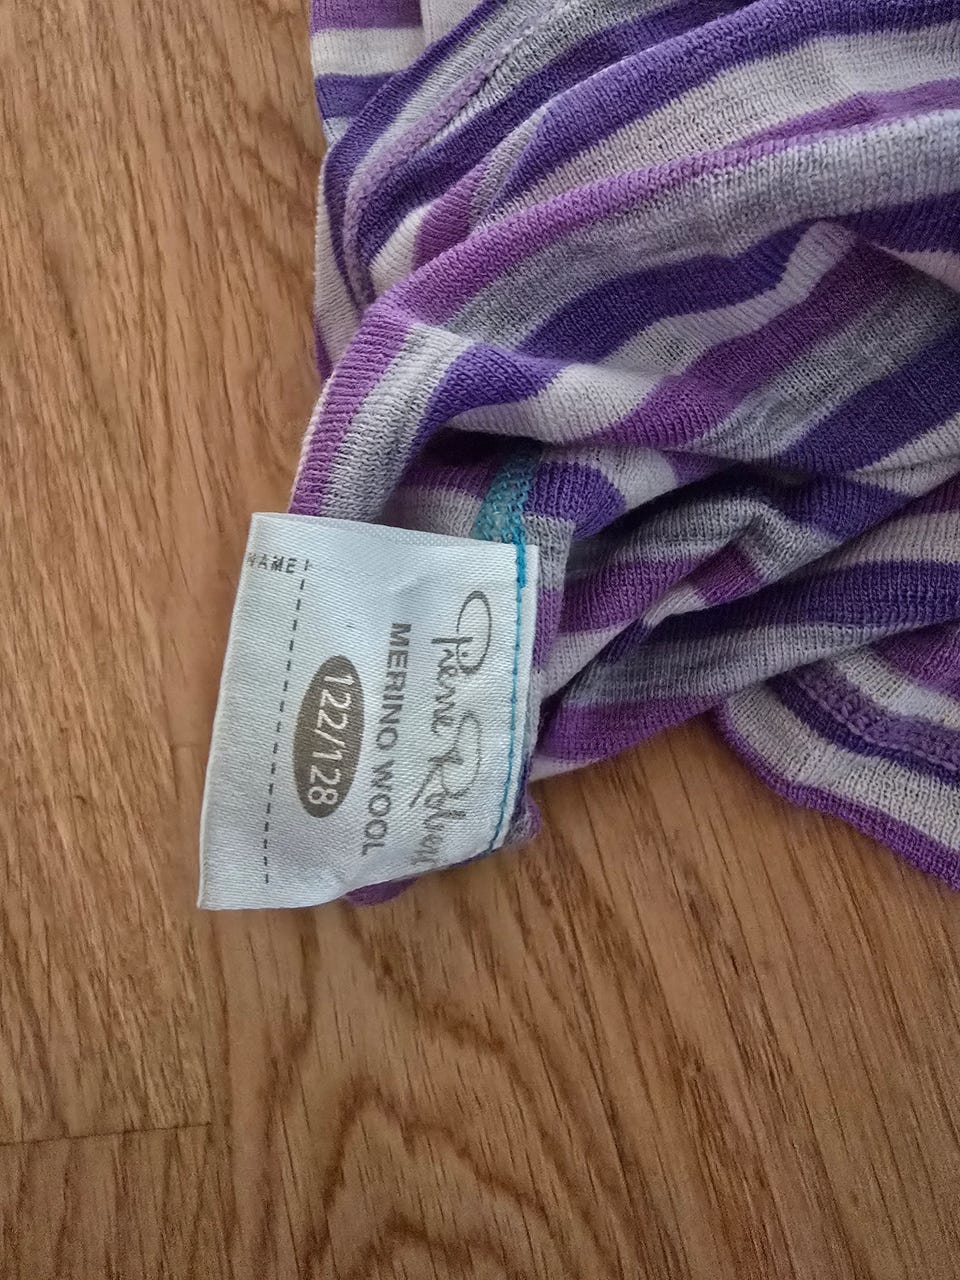 Pierre Robert
MERINO WOOL
122/128
NAME